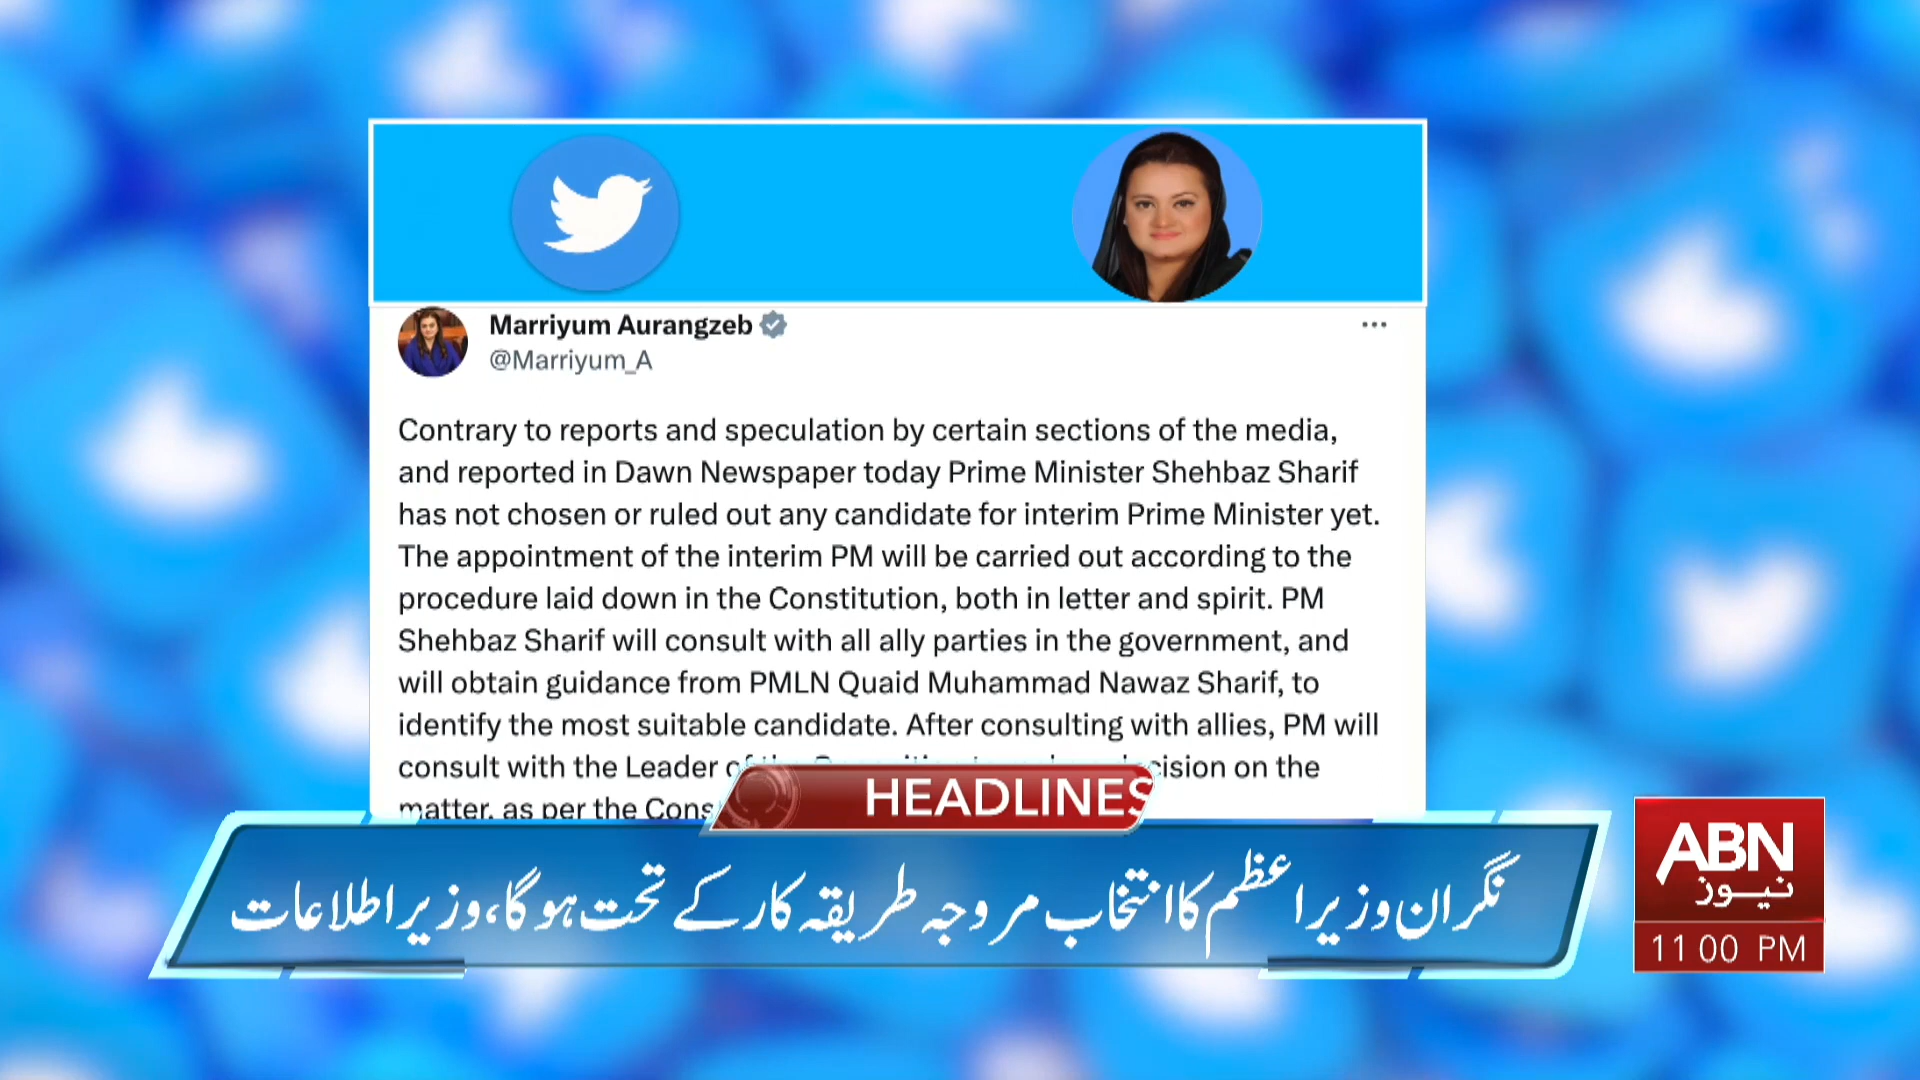 Marriyum Aurangzeb
@Marriyum_A
...
Contrary to reports and speculation by certain sections of the media,
and reported in Dawn Newspaper today Prime Minister Shehbaz Sharif
has not chosen or ruled out any candidate for interim Prime Minister yet.
The appointment of the interim PM will be carried out according to the
procedure laid down in the Constitution, both in letter and spirit. PM
Shehbaz Sharif will consult with all ally parties in the government, and
will obtain guidance from PMLN Quaid Muhammad Nawaz Sharif, to
identify the most suitable candidate. After consulting with allies, PM will
consult with the Leader on the
matter, as per the
HEADLINES
نگران وزیراعظم کا انتخاب مروجہ طریقہ کار کے تحت ہوگا، وزیراطلاعات
ABN
نیوز
11 00 PM